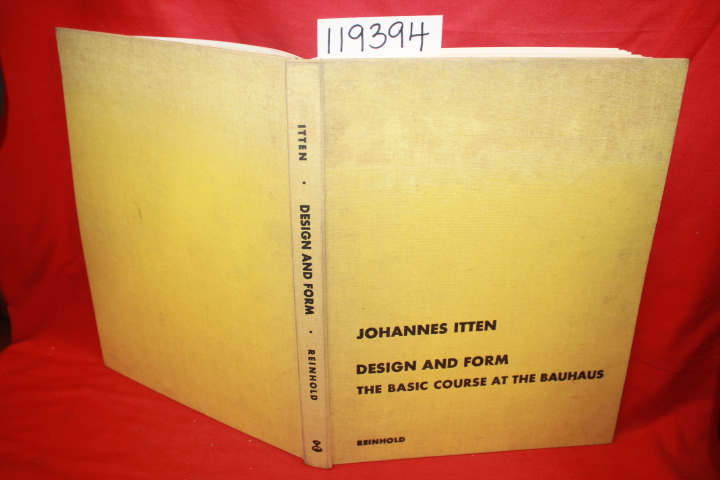 119394
ITTEN • DESIGN AND FORM • REINHOLD
JOHANNES ITTEN
DESIGN AND FORM
THE BASIC COURSE AT THE BAUHAUS
REINHOLD